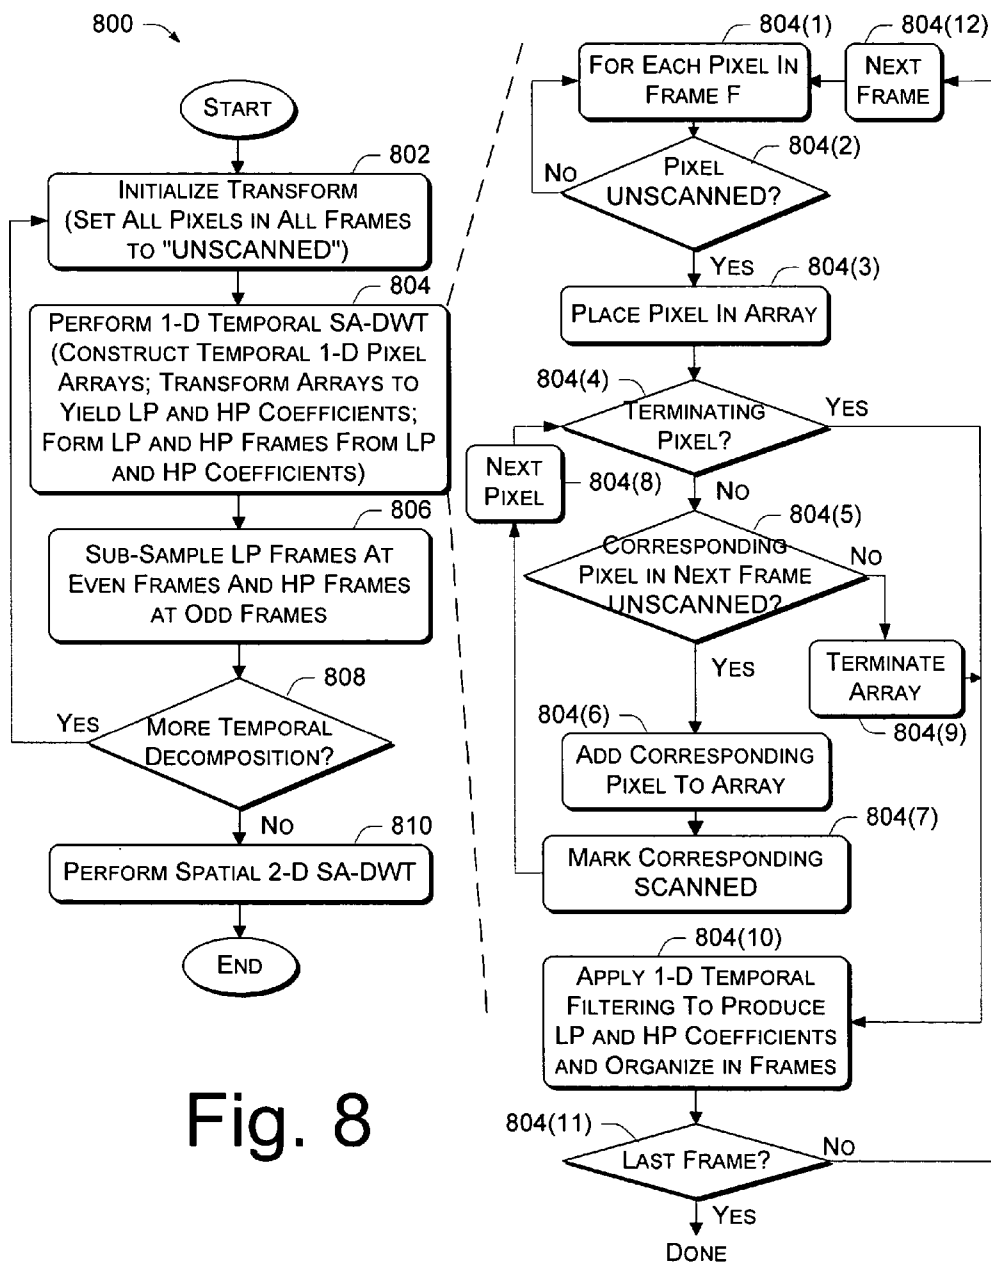 800
START
802
INITIALIZE TRANSFORM
(SET ALL PIXELS IN ALL FRAMES
TO "UNSCANNED")
804
PERFORM 1-D TEMPORAL SA-DWT
(CONSTRUCT TEMPORAL 1-D PIXEL
ARRAYS; TRANSFORM ARRAYS TO
YIELD LP AND HP COEFFICIENTS;
FORM LP AND HP FRAMES FROM LP
AND HP COEFFICIENTS)
806
SUB-SAMPLE LP FRAMES AT
EVEN FRAMES AND HP FRAMES
AT ODD FRAMES
808
YES
MORE TEMPORAL
DECOMPOSITION?
NO
810
PERFORM SPATIAL 2-D SA-DWT
END
Fig. 8
804(1)
FOR EACH PIXEL IN
FRAME F
804(12)
NEXT
FRAME
804(2)
NO
PIXEL
UNSCANNED?
YES
804(3)
PLACE PIXEL IN ARRAY
804(4)
TERMINATING
PIXEL?
YES
NEXT
PIXEL
804(8)
NO
804(5)
CORRESPONDING
PIXEL IN NEXT FRAME
UNSCANNED?
NO
YES
TERMINATE
ARRAY
804(9)
804(6)
ADD CORRESPONDING
PIXEL TO ARRAY
804(7)
MARK CORRESPONDING
SCANNED
804(10)
APPLY 1-D TEMPORAL
FILTERING TO PRODUCE
LP AND HP COEFFICIENTS
AND ORGANIZE IN FRAMES
804(11)
LAST FRAME?
NO
YES
DONE